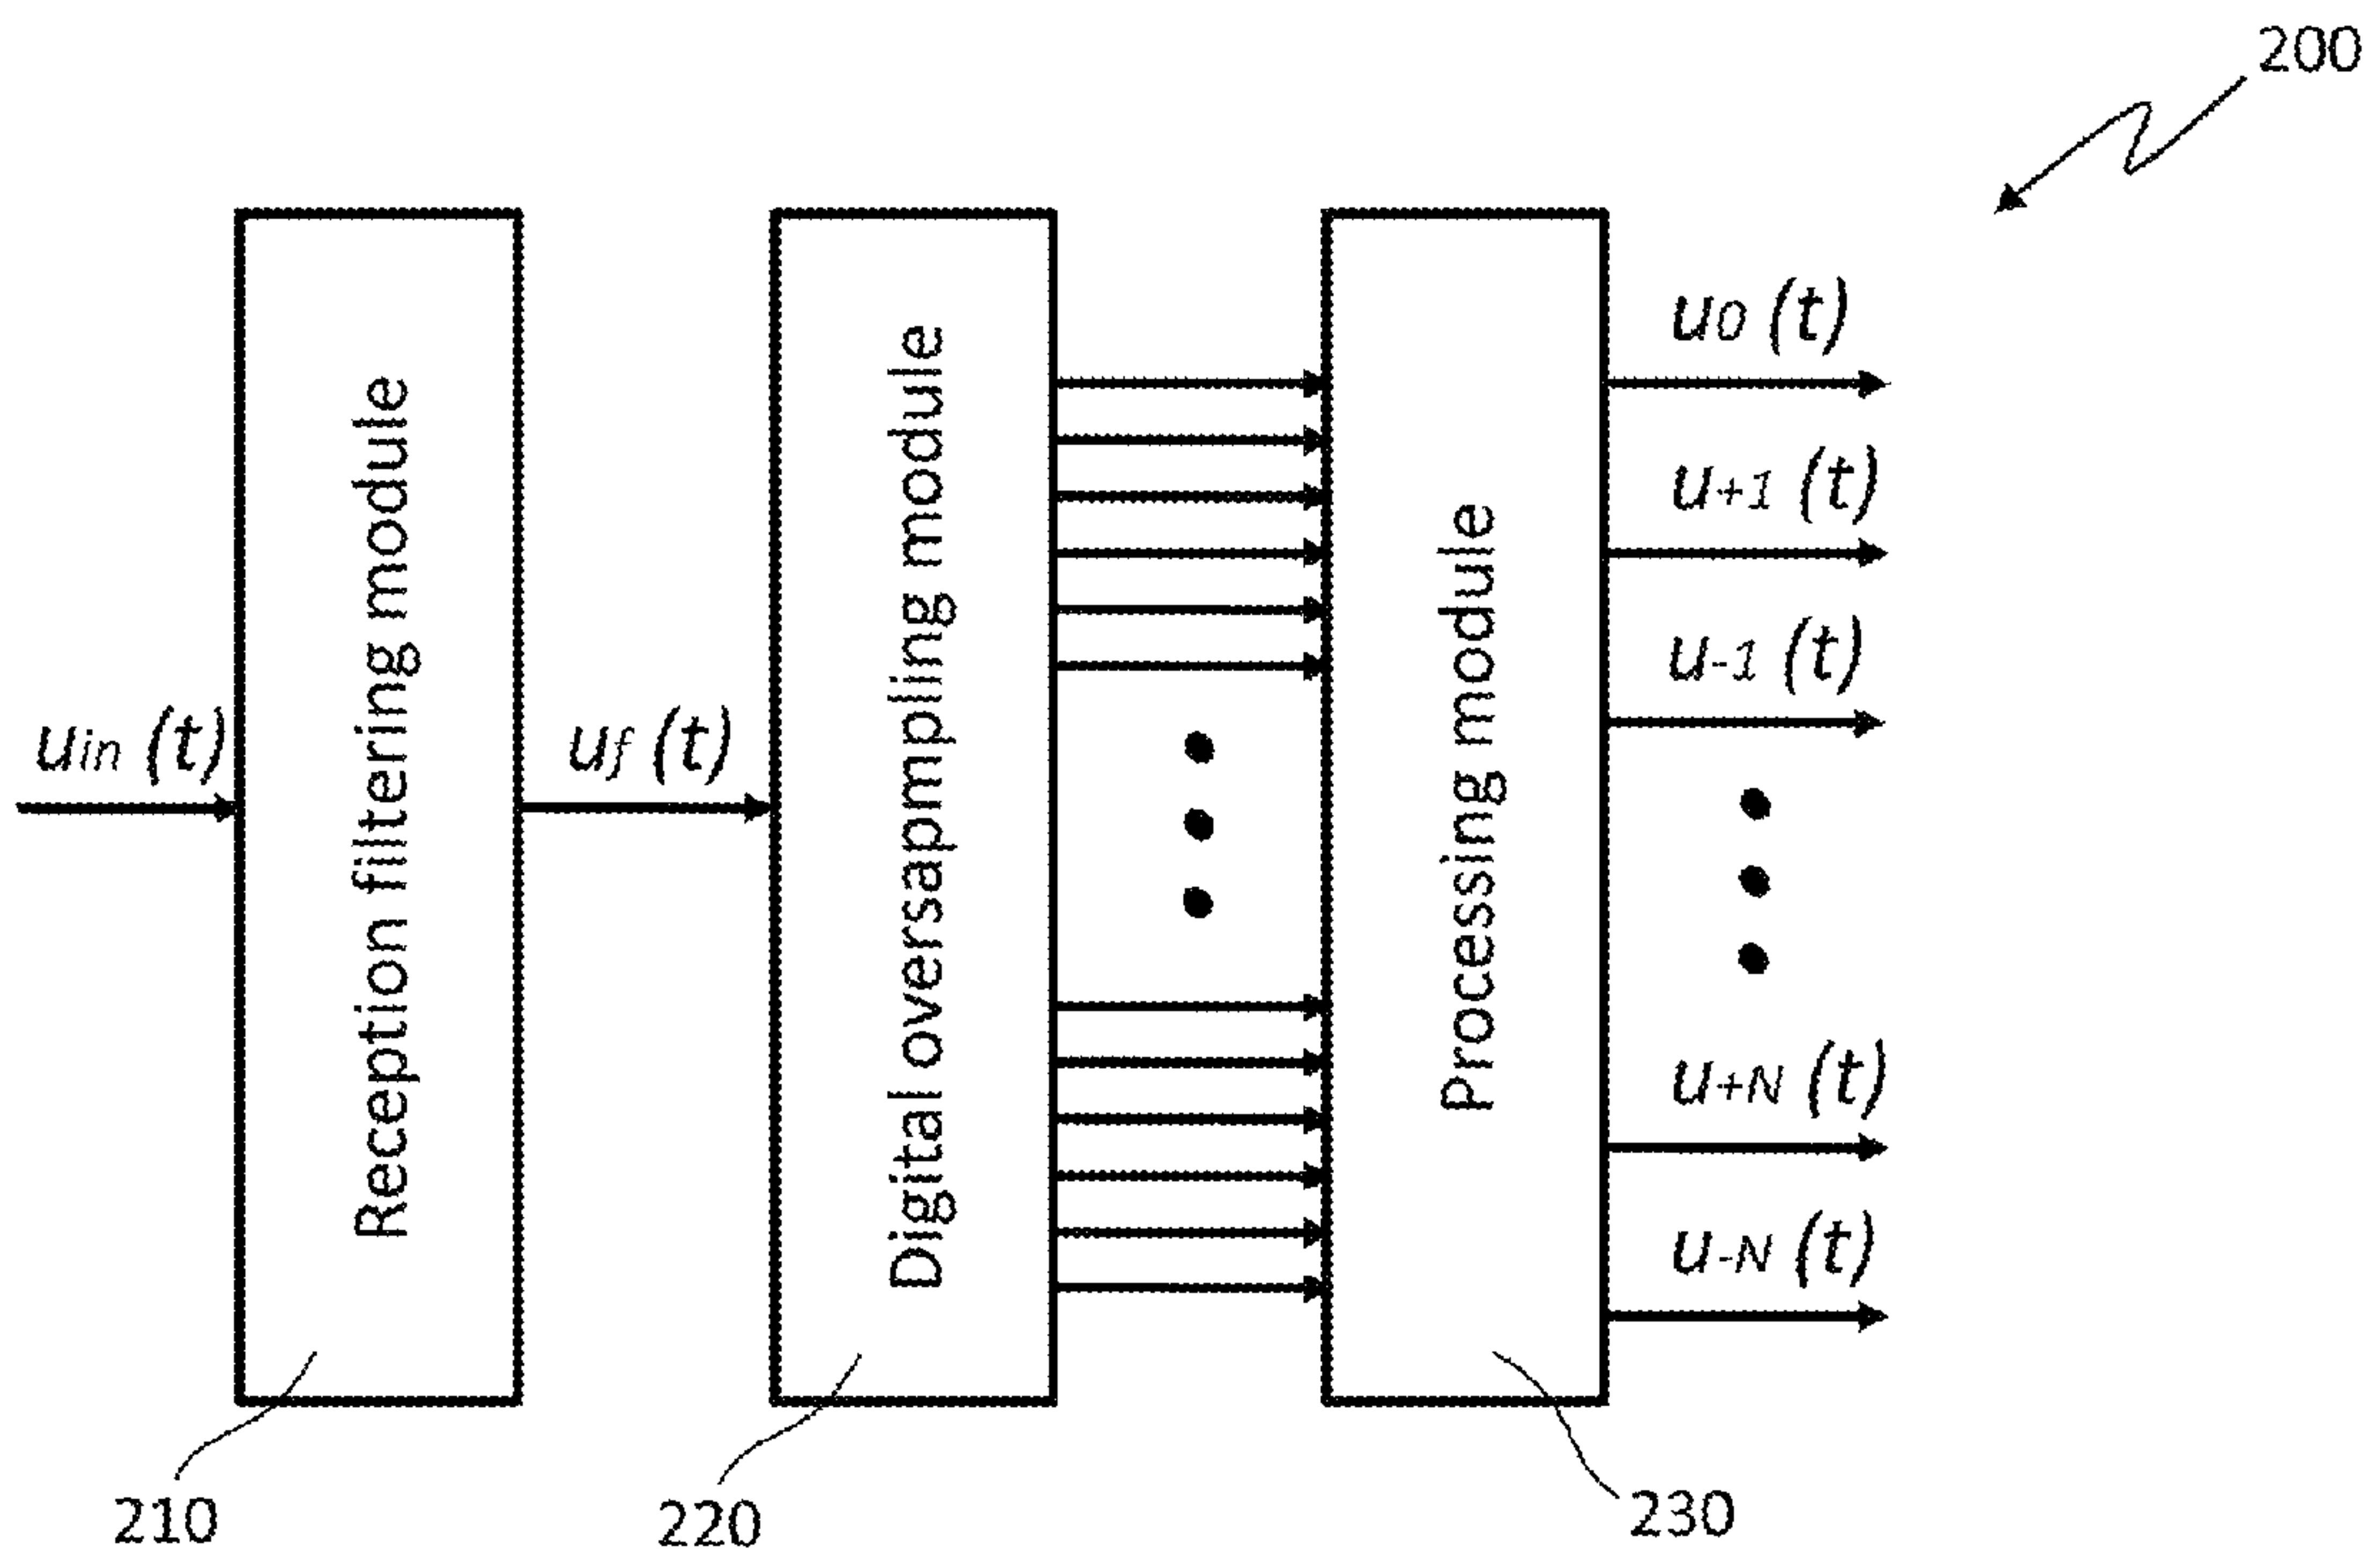 200
Reception filtering module
Digital oversapmpling module
Processing module
uin (t)
uf (t)
u0 (t)
u+1 (t)
u-1 (t)
u+N (t)
u-N (t)
210
220
230